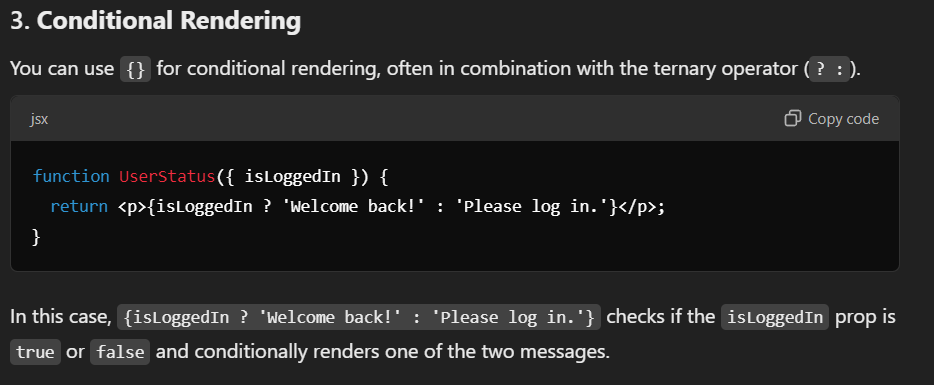 3. Conditional Rendering
You can use {} for conditional rendering, often in combination with the ternary operator (? :).
jsx
Copy code
function UserStatus({ isLoggedIn }) {
  return <p>{isLoggedIn ? 'Welcome back!' : 'Please log in.'}</p>;
}
In this case, {isLoggedIn ? 'Welcome back!' : 'Please log in.'} checks if the isLoggedIn prop is
true or false and conditionally renders one of the two messages.